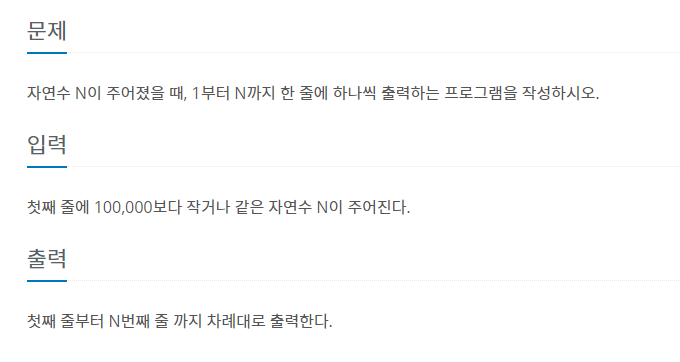 문제
자연수 N이 주어졌을 때, 1부터 N까지 한 줄에 하나씩 출력하는 프로그램을 작성하시오.
입력
첫째 줄에 100,000보다 작거나 같은 자연수 N이 주어진다.
출력
첫째 줄부터 N번째 줄 까지 차례대로 출력한다.